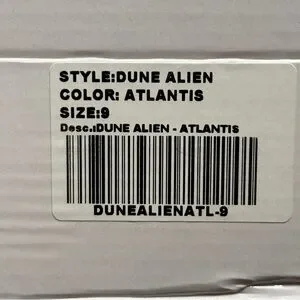 STYLE:DUNE ALIEN
COLOR: ATLANTIS
SIZE:9
Desc.:DUNE ALIEN - ATLANTIS
DUNEALIENATL-9